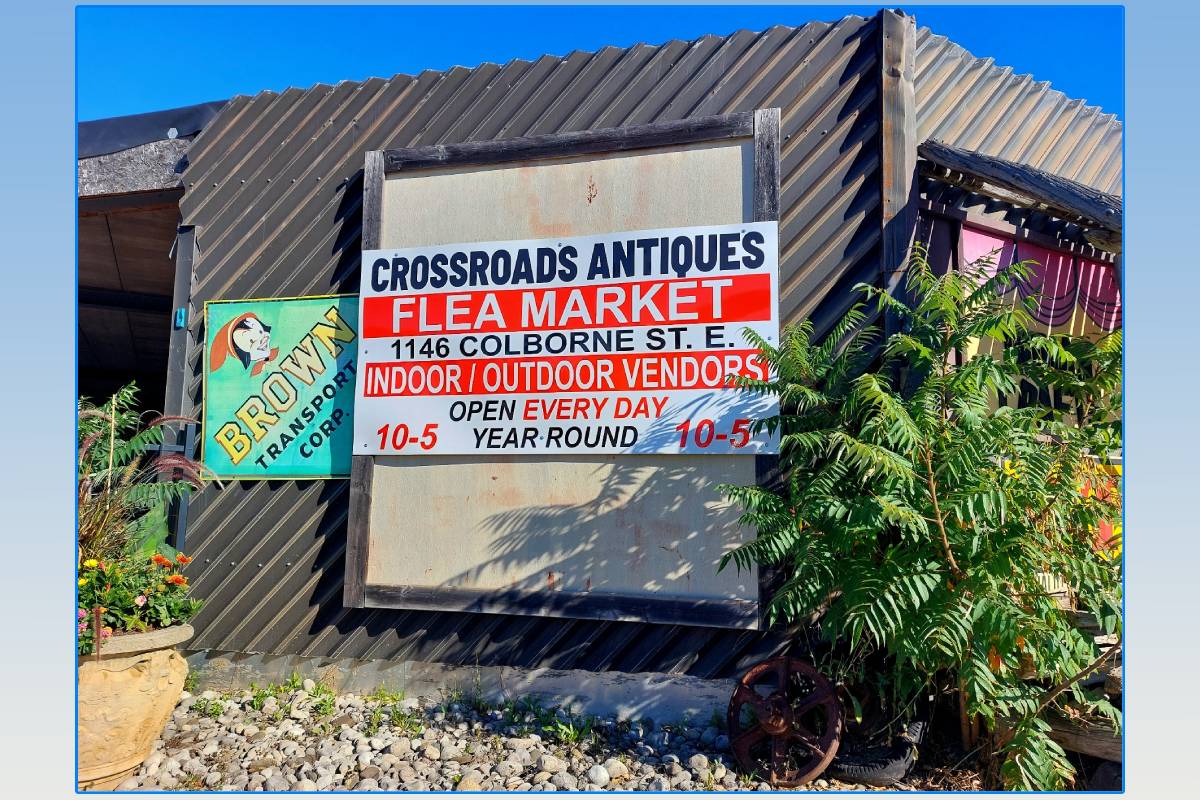 CROSSROADS ANTIQUES
FLEA MARKET
1146 COLBORNE ST. E.
INDOOR / OUTDOOR VENDORS
OPEN EVERY DAY
10-5 YEAR ROUND 10-5
BROWN
TRANSPORT
CORP.